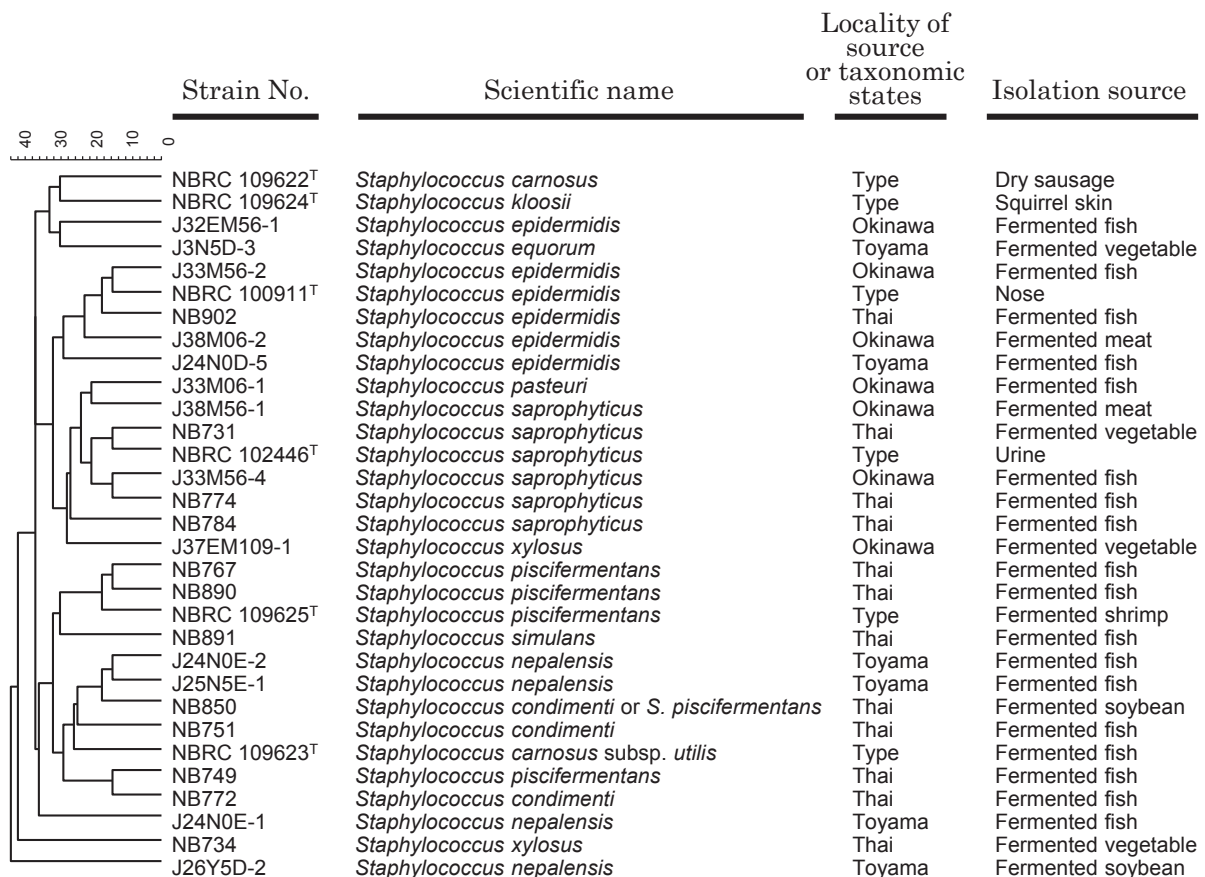 Locality of
source
or taxonomic
Strain No. Scientific name states Isolation source
40 30 20 10 0
NBRC 109622ᵀ Staphylococcus carnosus Type Dry sausage
NBRC 109624ᵀ Staphylococcus kloosii Type Squirrel skin
J32EM56-1 Staphylococcus epidermidis Okinawa Fermented fish
J3N5D-3 Staphylococcus equorum Toyama Fermented vegetable
J33M56-2 Staphylococcus epidermidis Okinawa Fermented fish
NBRC 100911ᵀ Staphylococcus epidermidis Type Nose
NB902 Staphylococcus epidermidis Thai Fermented fish
J38M06-2 Staphylococcus epidermidis Okinawa Fermented meat
J24N0D-5 Staphylococcus epidermidis Toyama Fermented fish
J33M06-1 Staphylococcus pasteuri Okinawa Fermented fish
J38M56-1 Staphylococcus saprophyticus Okinawa Fermented meat
NB731 Staphylococcus saprophyticus Thai Fermented vegetable
NBRC 102446ᵀ Staphylococcus saprophyticus Type Urine
J33M56-4 Staphylococcus saprophyticus Okinawa Fermented fish
NB774 Staphylococcus saprophyticus Thai Fermented fish
NB784 Staphylococcus saprophyticus Thai Fermented fish
J37EM109-1 Staphylococcus xylosus Okinawa Fermented vegetable
NB767 Staphylococcus piscifermentans Thai Fermented fish
NB890 Staphylococcus piscifermentans Thai Fermented fish
NBRC 109625ᵀ Staphylococcus piscifermentans Type Fermented shrimp
NB891 Staphylococcus simulans Thai Fermented fish
J24N0E-2 Staphylococcus nepalensis Toyama Fermented fish
J25N5E-1 Staphylococcus nepalensis Toyama Fermented fish
NB850 Staphylococcus condimenti or S. piscifermentans Thai Fermented soybean
NB751 Staphylococcus condimenti Thai Fermented fish
NBRC 109623ᵀ Staphylococcus carnosus subsp. utilis Type Fermented fish
NB749 Staphylococcus piscifermentans Thai Fermented fish
NB772 Staphylococcus condimenti Thai Fermented fish
J24N0E-1 Staphylococcus nepalensis Toyama Fermented fish
NB734 Staphylococcus xylosus Thai Fermented vegetable
J26Y5D-2 Staphylococcus nepalensis Toyama Fermented soybean